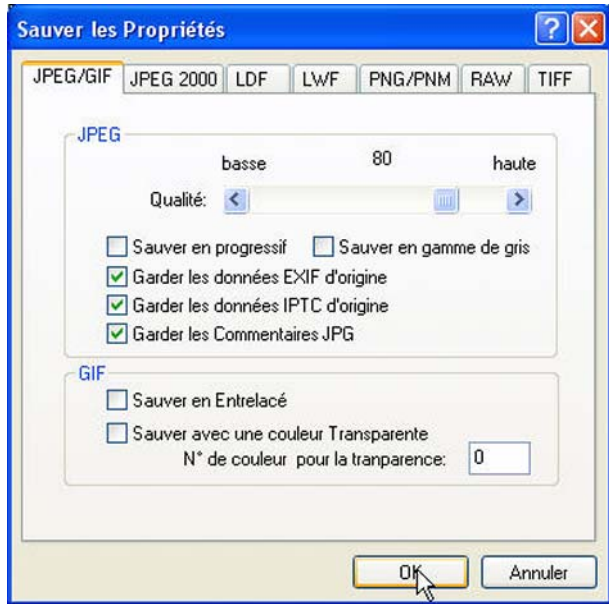 Sauver les Propriétés
JPEG/GIF JPEG 2000 LDF LWF PNG/PNM RAW TIFF
JPEG
basse 80 haute
Qualité:
Sauver en progressif Sauver en gamme de gris
Garder les données EXIF d'origine
Garder les données IPTC d'origine
Garder les Commentaires JPG
GIF
Sauver en Entrelacé
Sauver avec une couleur Transparente
N° de couleur pour la tranparence: 0
OK Annuler